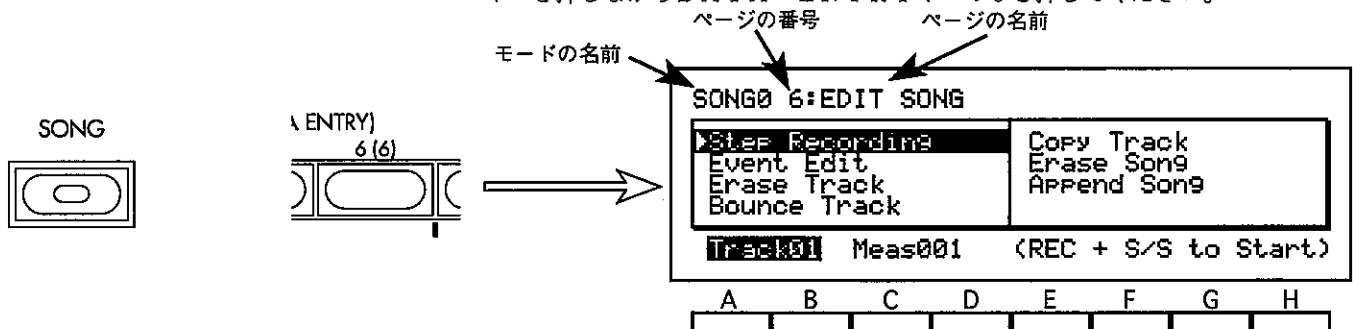 ページの番号 ページの名前
モードの名前
SONG0 6:EDIT SONG
SONG
ENTRY)
6 (6)
Step Recording
Event Edit
Erase Track
Bounce Track
Copy Track
Erase Song
Append Song
Track01 Meas001 (REC + S/S to Start)
A B C D E F G H